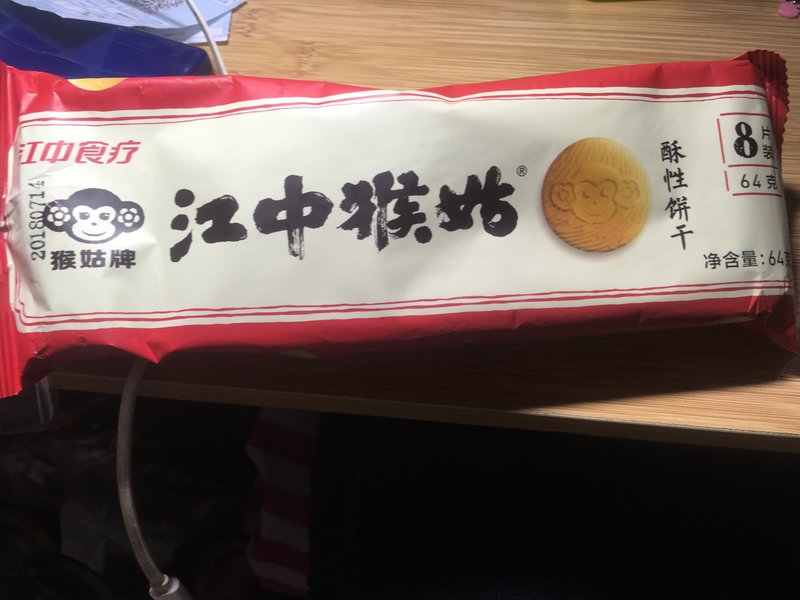 江中食疗
20180714
猴姑牌
江中猴姑®
酥性饼干
8片装
64克
净含量:64克